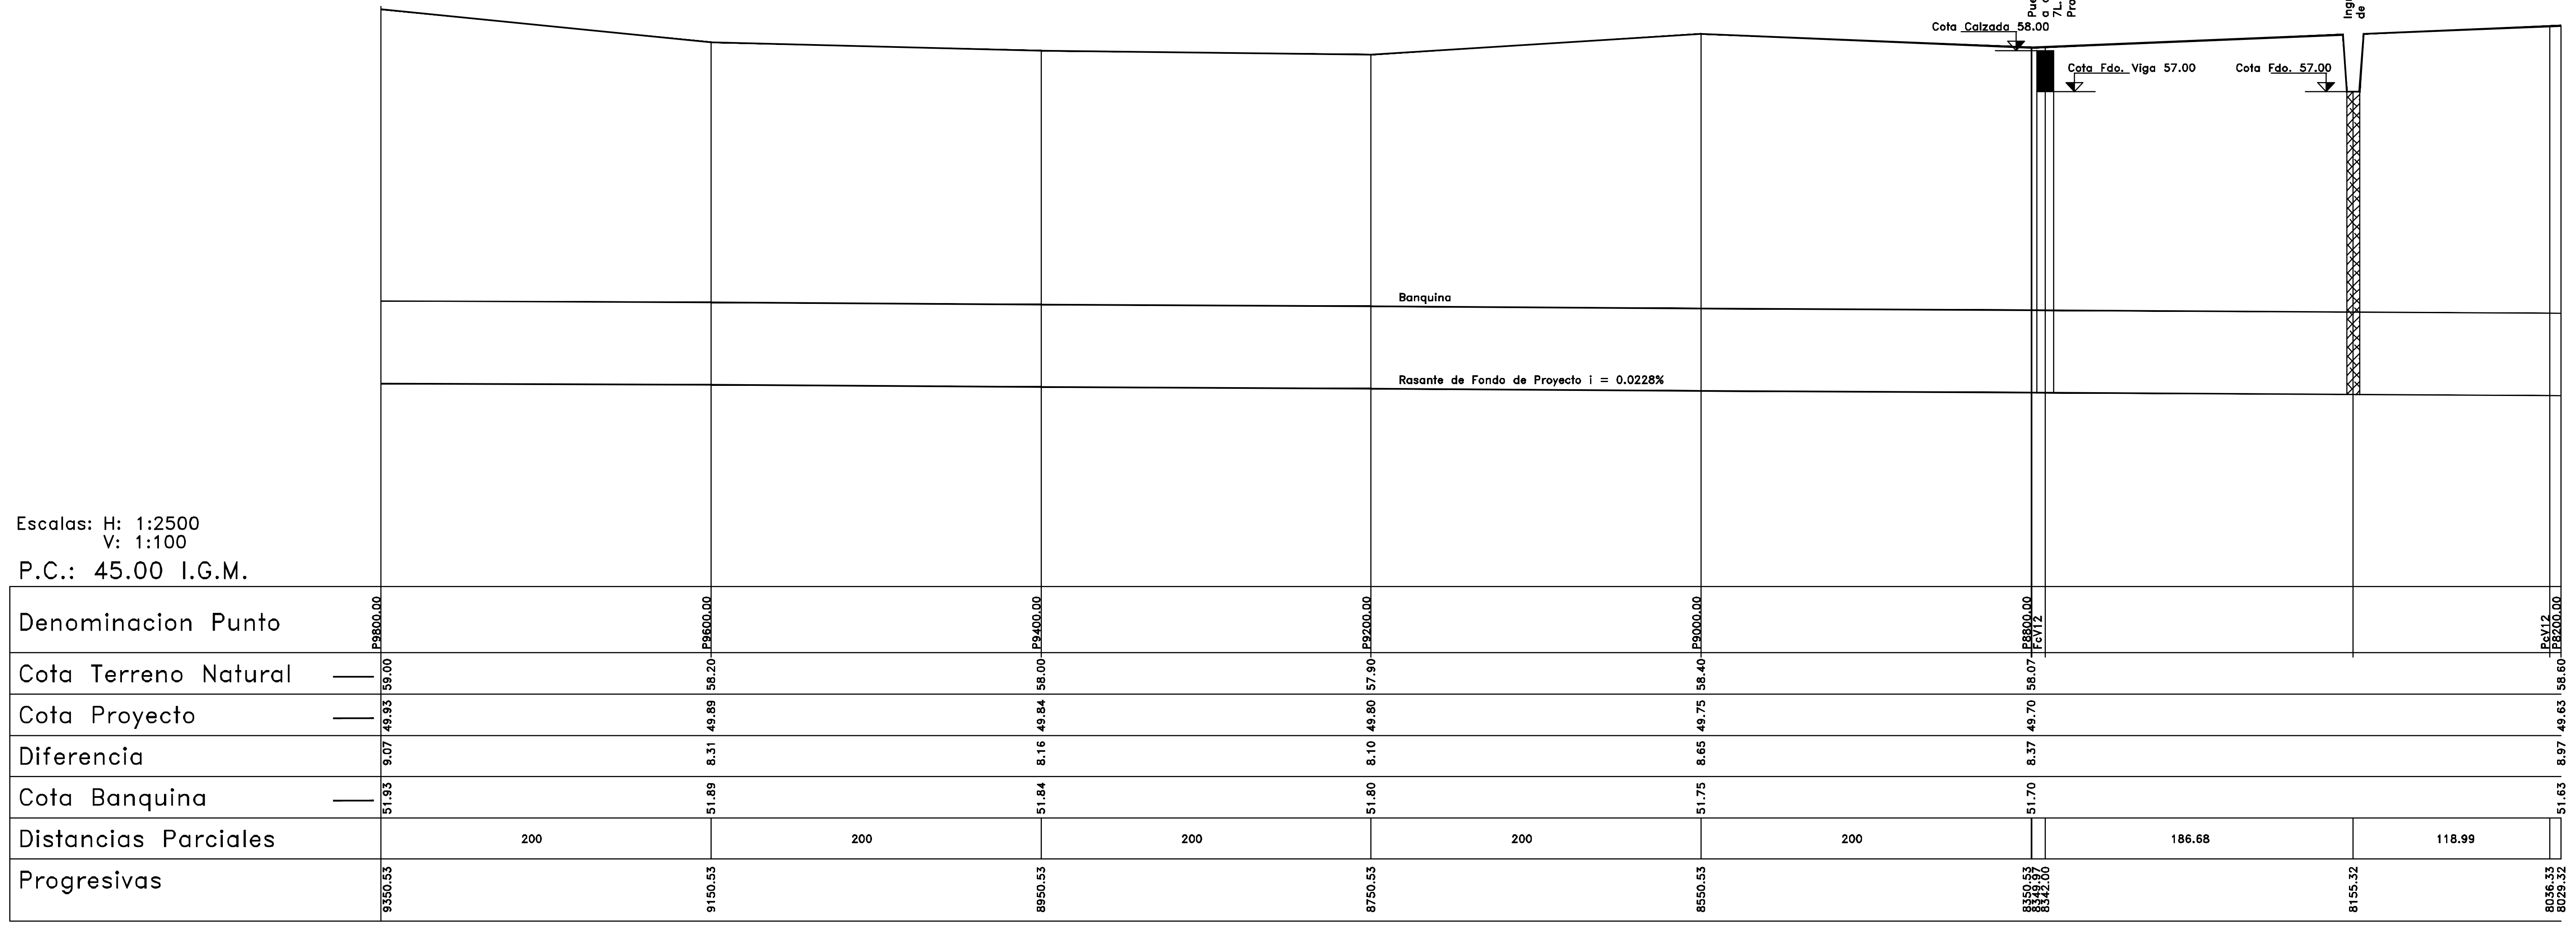 Pue
a c
7L.
Pro
Ingr
de
Cota Calzada 58.00
Cota Fdo. Viga 57.00
Cota Fdo. 57.00
Banquina
Rasante de Fondo de Proyecto i = 0.0228%
Escalas: H: 1:2500
V: 1:100
P.C.: 45.00 I.G.M.
Denominacion Punto
P9800.00
P9600.00
P9400.00
P9200.00
P9000.00
P8800.00
FcV12
PcV12
P8200.00
Cota Terreno Natural
59.00
58.20
58.00
57.90
58.40
58.07
58.60
Cota Proyecto
49.93
49.89
49.84
49.80
49.75
49.70
49.63
Diferencia
9.07
8.31
8.16
8.10
8.65
8.37
8.97
Cota Banquina
51.93
51.89
51.84
51.80
51.75
51.70
51.63
Distancias Parciales
200
200
200
200
200
186.68
118.99
Progresivas
9350.53
9150.53
8950.53
8750.53
8550.53
8350.53
8349.97
8342.00
8155.32
8036.33
8029.32